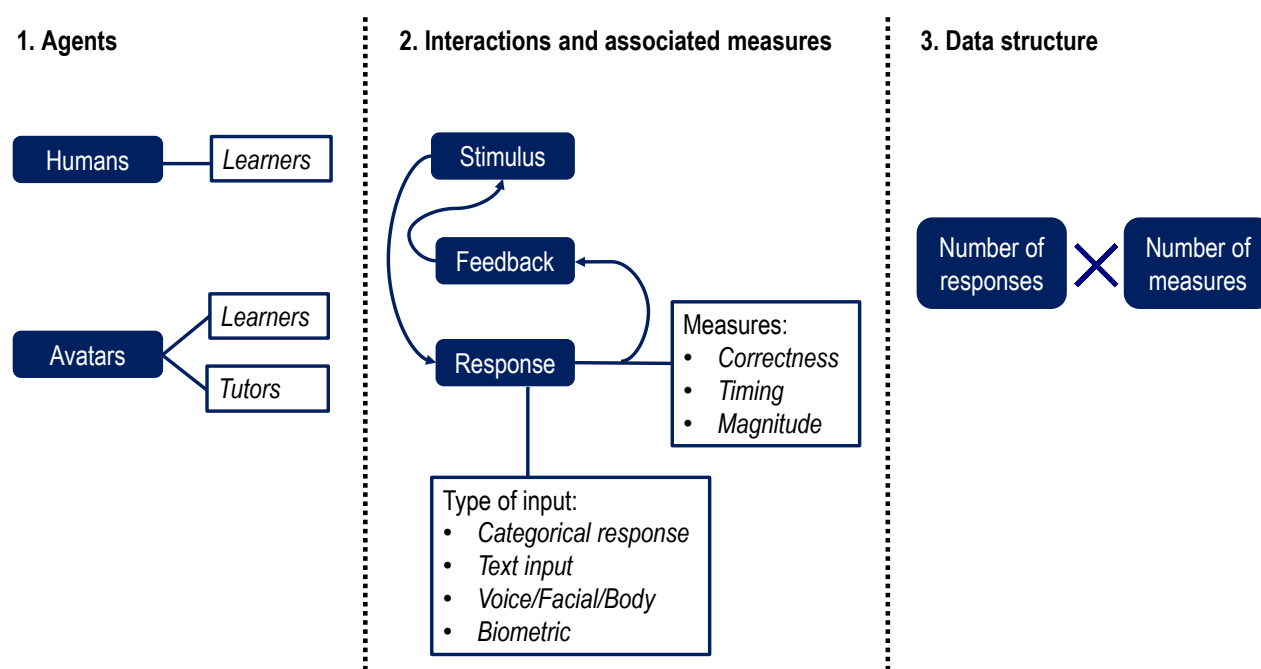 1. Agents
Humans
Learners
Avatars
Learners
Tutors
2. Interactions and associated measures
Stimulus
Feedback
Response
Measures:
• Correctness
• Timing
• Magnitude
Type of input:
• Categorical response
• Text input
• Voice/Facial/Body
• Biometric
3. Data structure
Number of
responses
Number of
measures